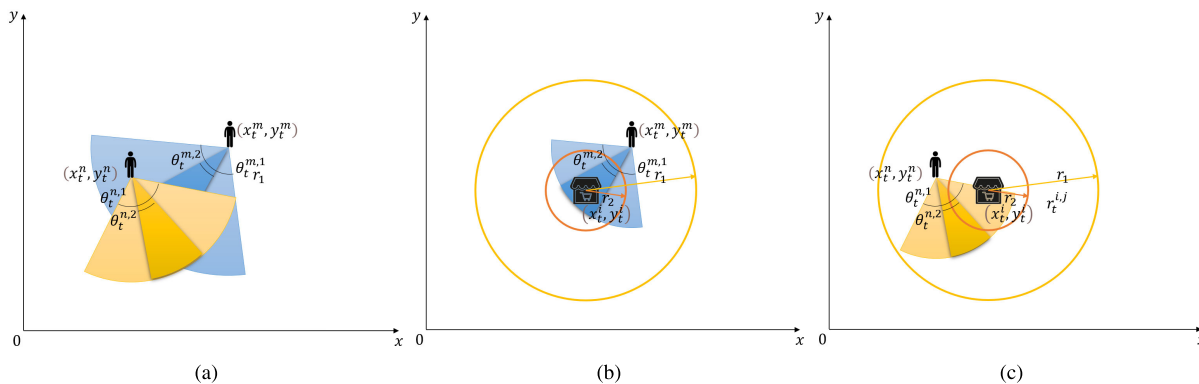 y
(x_t^m, y_t^m)
θ_t^{m,2}
θ_t^{m,1}
r_1
(x_t^n, y_t^n)
θ_t^{n,1}
θ_t^{n,2}
0
x
(a)
y
(x_t^m, y_t^m)
θ_t^{m,2}
θ_t^{m,1}
r_1
r_2
(x_t^i, y_t^i)
0
x
(b)
y
(x_t^n, y_t^n)
r_1
θ_t^{n,1}
r_2
r_t^{i,j}
θ_t^{n,2}
(x_t^i, y_t^i)
0
x
(c)